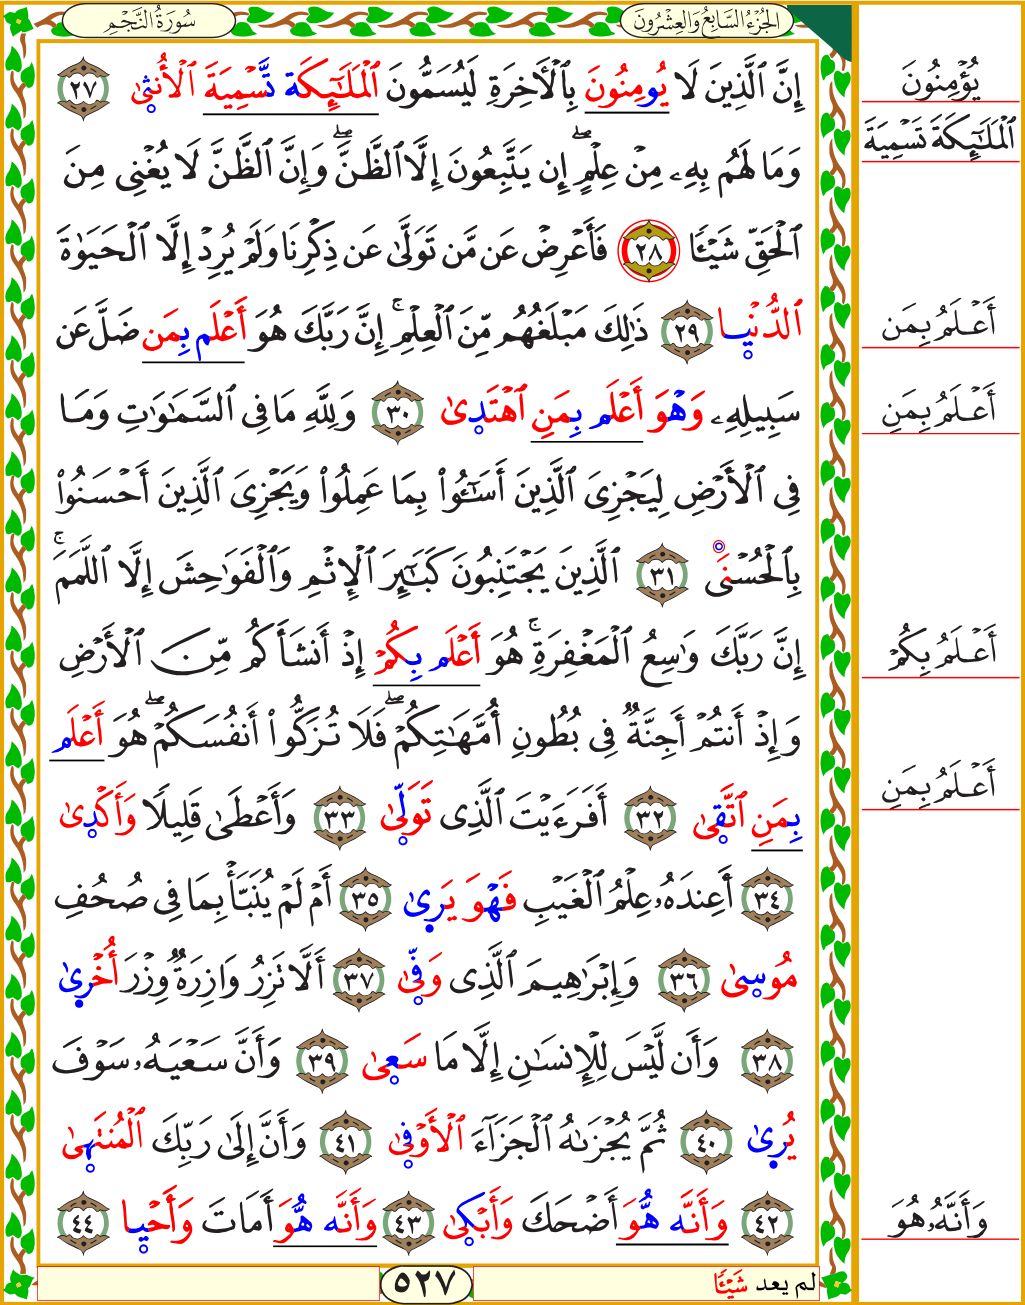 الجُزْءُ السَّابِعُ وَالعِشْرُونَ
سُورَةُ النَّجْم
إِنَّ ٱلَّذِينَ لَا يُومِنُونَ بِٱلْأَخِرَةِ لَيُسَمُّونَ ٱلْمَلَٰٓئِكَة تَّسْمِيَةَ ٱلْأُنثِىٰ ٢٧
وَمَا لَهُم بِهِۦ مِنْ عِلْمٍۖ إِن يَتَّبِعُونَ إِلَّا ٱلظَّنَّۖ وَإِنَّ ٱلظَّنَّ لَا يُغْنِى مِنَ
ٱلْحَقِّ شَيْـًٔا ٢٨ فَأَعْرِضْ عَن مَّن تَوَلَّىٰ عَن ذِكْرِنَا وَلَمْ يُرِدْ إِلَّا ٱلْحَيَوٰةَ
ٱلدُّنْيِـا ٢٩ ذَٰلِكَ مَبْلَغُهُم مِّنَ ٱلْعِلْمِۚ إِنَّ رَبَّكَ هُوَ أَعْلَم بِمَن ضَلَّ عَن
سَبِيلِهِۦ وَهْوَ أَعْلَم بِمَنِ ٱهْتَدِىٰ ٣٠ وَلِلَّهِ مَا فِى ٱلسَّمَٰوَٰتِ وَمَا
فِى ٱلْأَرْضِ لِيَجْزِىَ ٱلَّذِينَ أَسَٰٓـُٔوا۟ بِمَا عَمِلُوا۟ وَيَجْزِىَ ٱلَّذِينَ أَحْسَنُوا۟
بِٱلْحُسْنِى ٣١ ٱلَّذِينَ يَجْتَنِبُونَ كَبَٰٓئِرَ ٱلْإِثْمِ وَٱلْفَوَٰحِشَ إِلَّا ٱللَّمَمَۚ
إِنَّ رَبَّكَ وَٰسِعُ ٱلْمَغْفِرَةِۚ هُوَ أَعْلَم بِكُمْ إِذْ أَنشَأَكُم مِّنَ ٱلْأَرْضِ
وَإِذْ أَنتُمْ أَجِنَّةٌ فِى بُطُونِ أُمَّهَٰتِكُمْۖ فَلَا تُزَكُّوٓا۟ أَنفُسَكُمْۖ هُوَ أَعْلَم
بِمَنِ ٱتَّقِىٰ ٣٢ أَفَرَءَيْتَ ٱلَّذِى تَوَلِّىٰ ٣٣ وَأَعْطَىٰ قَلِيلًا وَأَكْدِىٰ
٣٤ أَعِندَهُۥ عِلْمُ ٱلْغَيْبِ فَهْوَ يَرِىٰ ٣٥ أَمْ لَمْ يُنَبَّأْ بِمَا فِى صُحُفِ
مُوسِىٰ ٣٦ وَإِبْرَٰهِيمَ ٱلَّذِى وَفِّىٰ ٣٧ أَلَّا تَزِرُ وَازِرَةٌ وِزْرَ أُخْرِىٰ
٣٨ وَأَن لَّيْسَ لِلْإِنسَٰنِ إِلَّا مَا سَعِىٰ ٣٩ وَأَنَّ سَعْيَهُۥ سَوْفَ
يُرِىٰ ٤٠ ثُمَّ يُجْزَىٰهُ ٱلْجَزَآءَ ٱلْأَوْفِىٰ ٤١ وَأَنَّ إِلَىٰ رَبِّكَ ٱلْمُنتَهِىٰ
٤٢ وَأَنَّه هُّوَ أَضْحَكَ وَأَبْكِىٰ ٤٣ وَأَنَّه هُّوَ أَمَاتَ وَأَحْيِـا ٤٤
لم يعد شَيْـًٔا
٥٢٧
يُؤْمِنُونَ
ٱلْمَلَٰٓئِكَةَ تَسْمِيَةَ
أَعْلَمُ بِمَن
أَعْلَمُ بِمَنِ
أَعْلَمُ بِكُمْ
أَعْلَمُ بِمَنِ
وَأَنَّهُۥ هُوَ